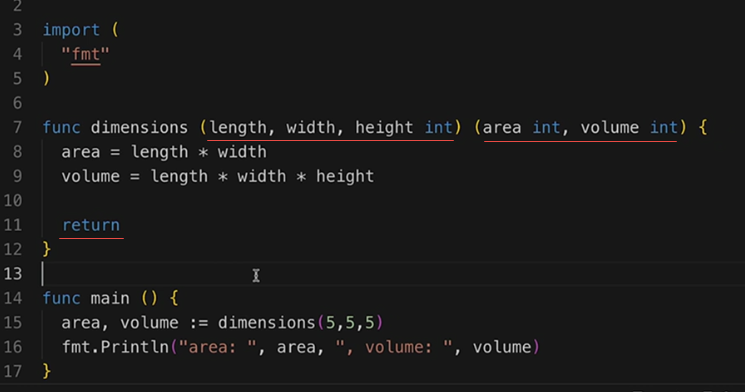 2
3 import (
4 "fmt"
5 )
6
7 func dimensions (length, width, height int) (area int, volume int) {
8 area = length * width
9 volume = length * width * height
10
11 return
12 }
13
14 func main () {
15 area, volume := dimensions(5,5,5)
16 fmt.Println("area: ", area, ", volume: ", volume)
17 }